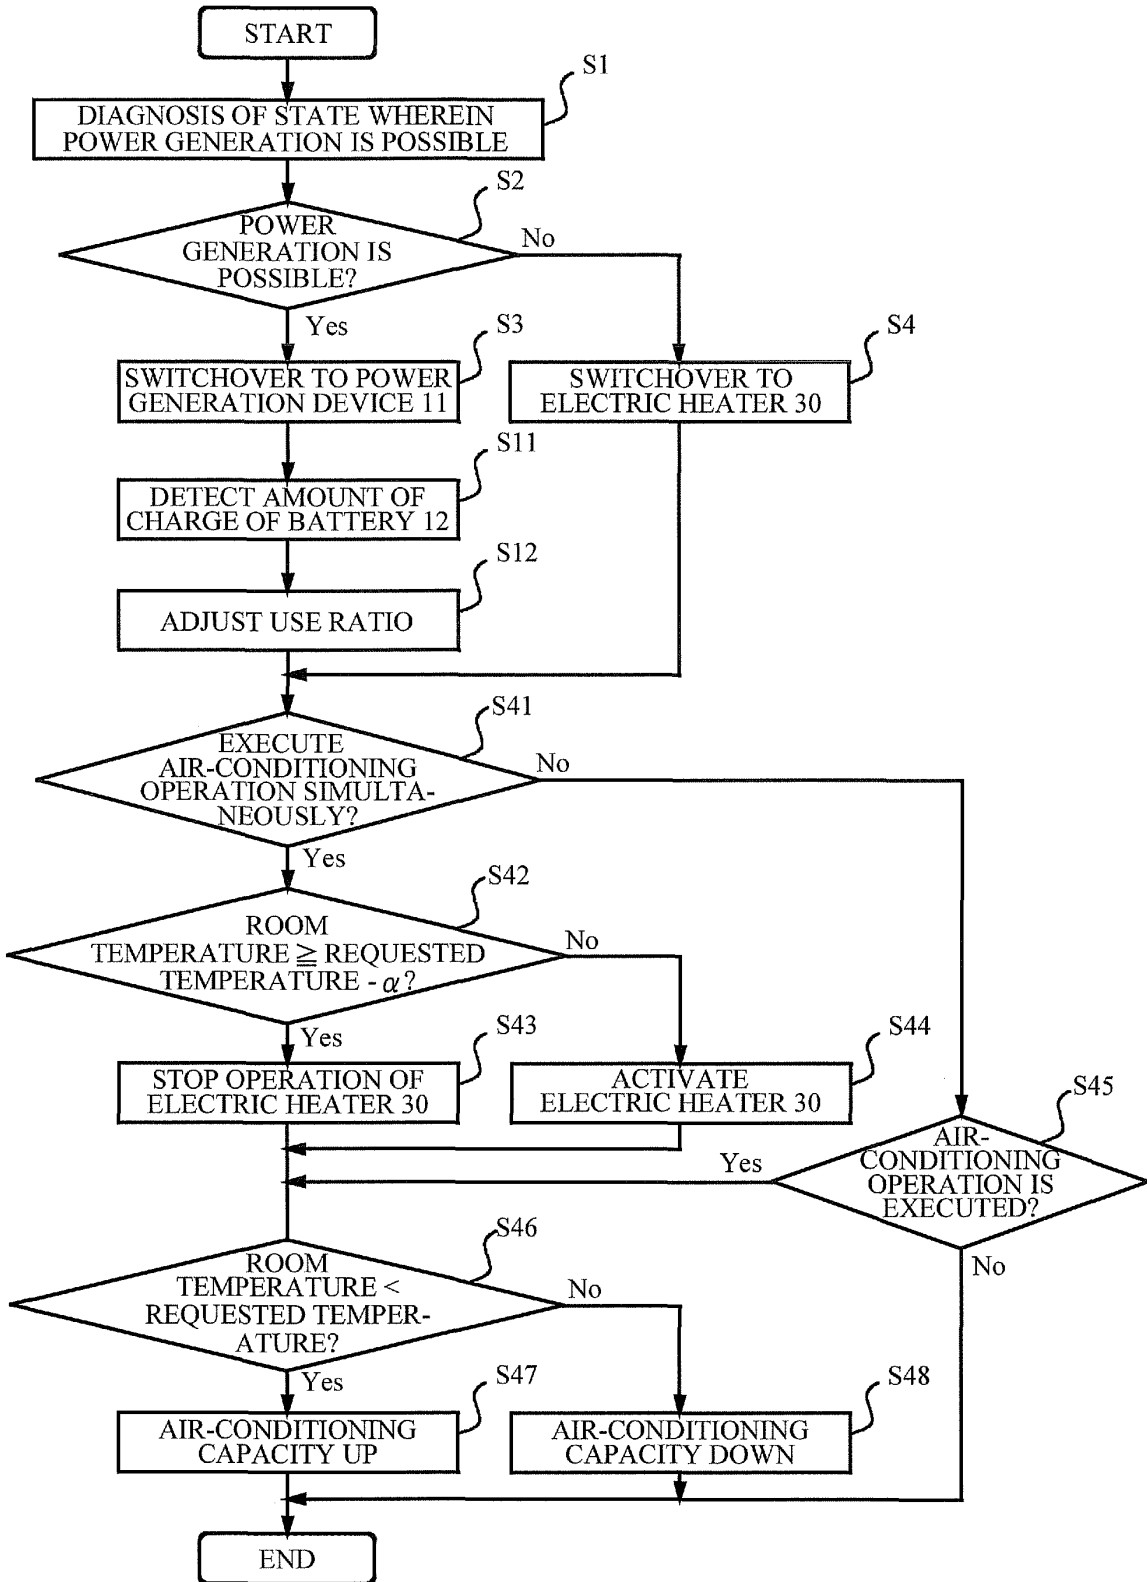 START
S1
DIAGNOSIS OF STATE WHEREIN
POWER GENERATION IS POSSIBLE
S2
POWER
GENERATION IS
POSSIBLE?
No
Yes
S3
S4
SWITCHOVER TO POWER
GENERATION DEVICE 11
SWITCHOVER TO
ELECTRIC HEATER 30
S11
DETECT AMOUNT OF
CHARGE OF BATTERY 12
S12
ADJUST USE RATIO
S41
EXECUTE
AIR-CONDITIONING
OPERATION SIMULTA-
NEOUSLY?
No
Yes
S42
ROOM
TEMPERATURE ≧ REQUESTED
TEMPERATURE - α?
No
Yes
S43
S44
STOP OPERATION OF
ELECTRIC HEATER 30
ACTIVATE
ELECTRIC HEATER 30
S45
AIR-
CONDITIONING
OPERATION IS
EXECUTED?
Yes
No
S46
ROOM
TEMPERATURE <
REQUESTED TEMPER-
ATURE?
No
Yes
S47
S48
AIR-CONDITIONING
CAPACITY UP
AIR-CONDITIONING
CAPACITY DOWN
END